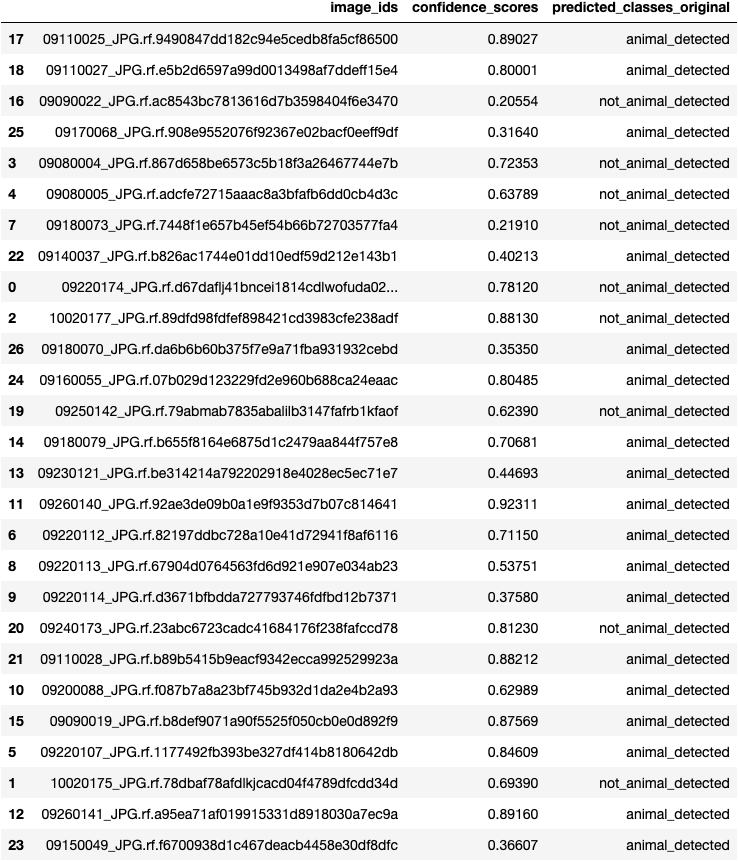 image_ids confidence_scores predicted_classes_original
17 09110025_JPG.rf.9490847dd182c94e5cedb8fa5cf86500 0.89027 animal_detected
18 09110027_JPG.rf.e5b2d6597a99d0013498af7ddeff15e4 0.80001 animal_detected
16 09090022_JPG.rf.ac8543bc7813616d7b3598404f6e3470 0.20554 not_animal_detected
25 09170068_JPG.rf.908e9552076f92367e02bacf0eeff9df 0.31640 animal_detected
3 09080004_JPG.rf.867d658be6573c5b18f3a26467744e7b 0.72353 not_animal_detected
4 09080005_JPG.rf.adcfe72715aaac8a3bfafb6dd0cb4d3c 0.63789 not_animal_detected
7 09180073_JPG.rf.7448f1e657b45ef54b66b72703577fa4 0.21910 not_animal_detected
22 09140037_JPG.rf.b826ac1744e01dd10edf59d212e143b1 0.40213 animal_detected
0 09220174_JPG.rf.d67daflj41bncei1814cdlwofuda02... 0.78120 not_animal_detected
2 10020177_JPG.rf.89dfd98fdfef898421cd3983cfe238adf 0.88130 not_animal_detected
26 09180070_JPG.rf.da6b6b60b375f7e9a71fba931932cebd 0.35350 animal_detected
24 09160055_JPG.rf.07b029d123229fd2e960b688ca24eaac 0.80485 animal_detected
19 09250142_JPG.rf.79abmab7835abalilb3147fafrb1kfaof 0.62390 not_animal_detected
14 09180079_JPG.rf.b655f8164e6875d1c2479aa844f757e8 0.70681 animal_detected
13 09230121_JPG.rf.be314214a792202918e4028ec5ec71e7 0.44693 animal_detected
11 09260140_JPG.rf.92ae3de09b0a1e9f9353d7b07c814641 0.92311 animal_detected
6 09220112_JPG.rf.82197ddbc728a10e41d72941f8af6116 0.71150 animal_detected
8 09220113_JPG.rf.67904d0764563fd6d921e907e034ab23 0.53751 animal_detected
9 09220114_JPG.rf.d3671bfbdda727793746fdfbd12b7371 0.37580 animal_detected
20 09240173_JPG.rf.23abc6723cadc41684176f238fafccd78 0.81230 not_animal_detected
21 09110028_JPG.rf.b89b5415b9eacf9342ecca992529923a 0.88212 animal_detected
10 09200088_JPG.rf.f087b7a8a23bf745b932d1da2e4b2a93 0.62989 animal_detected
15 09090019_JPG.rf.b8def9071a90f5525f050cb0e0d892f9 0.87569 animal_detected
5 09220107_JPG.rf.1177492fb393be327df414b8180642db 0.84609 animal_detected
1 10020175_JPG.rf.78dbaf78afdlkjcacd04f4789dfcdd34d 0.69390 not_animal_detected
12 09260141_JPG.rf.a95ea71af019915331d8918030a7ec9a 0.89160 animal_detected
23 09150049_JPG.rf.f6700938d1c467deacb4458e30df8dfc 0.36607 animal_detected